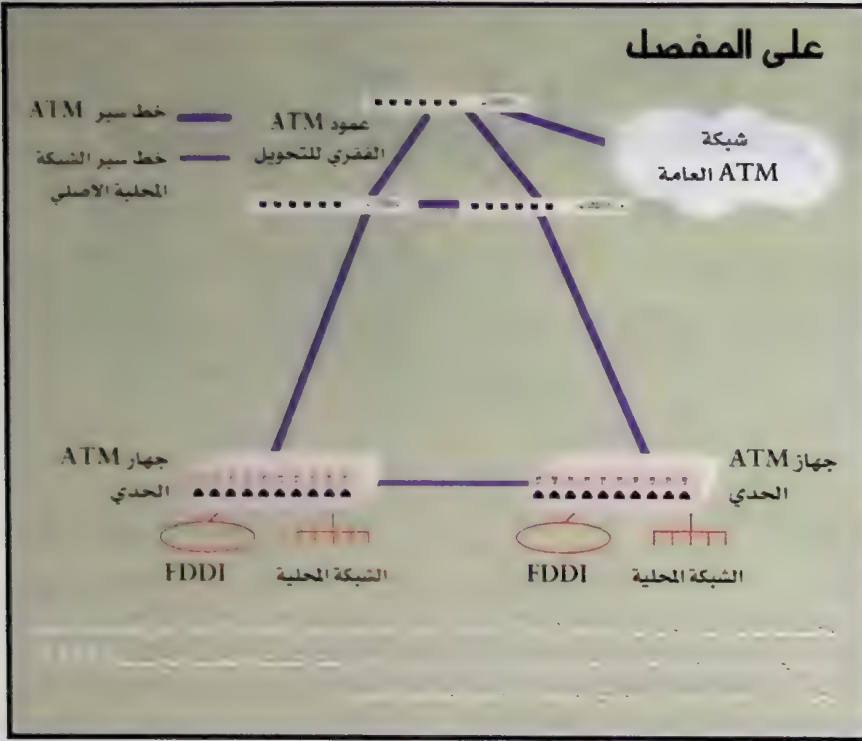 على المفصل
خط سير ATM
خط سير الشبكة
المحلية الاصلي
عمود ATM
الفقري للتحويل
شبكة
ATM العامة
جهاز ATM
الحدي
جهاز ATM
الحدي
FDDI
الشبكة المحلية
FDDI
الشبكة المحلية